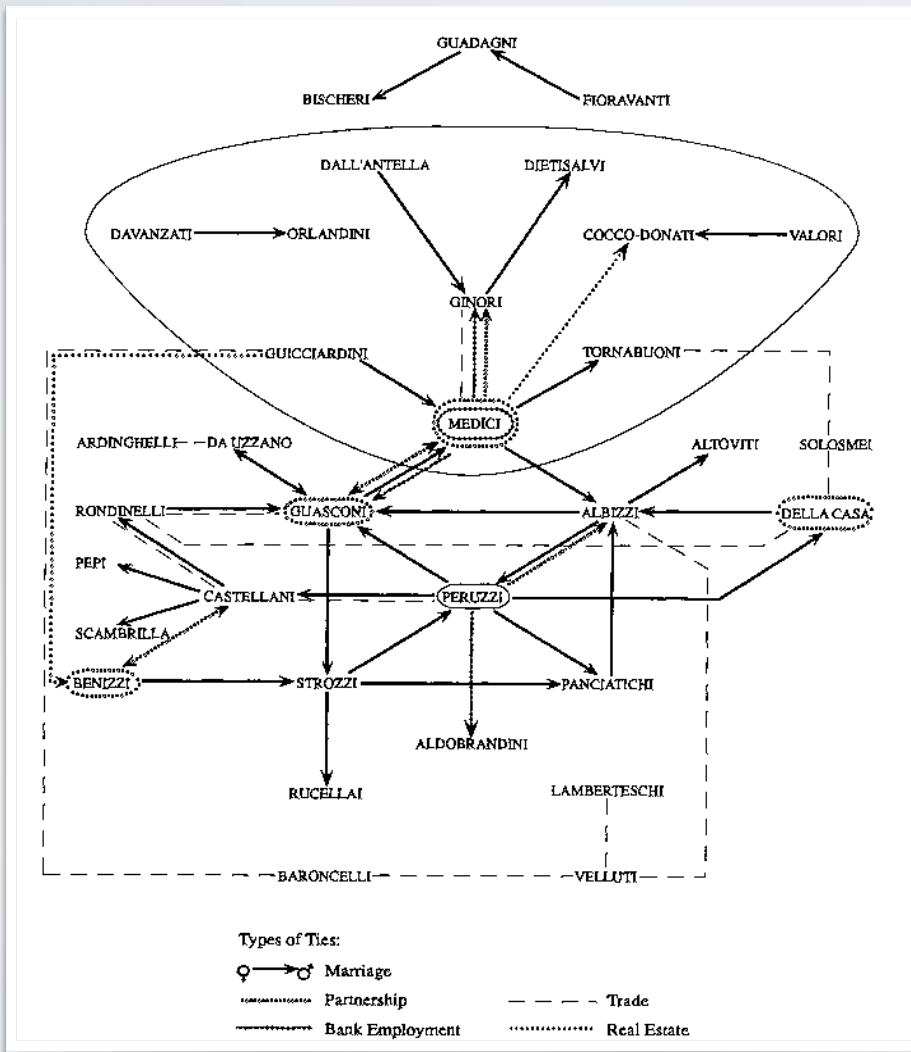 GUADAGNI
BISCHERI FIORAVANTI
DALL'ANTELLA DIETISALVI
DAVANZATI ORLANDINI COCCO-DONATI VALORI
GINORI
GUICCIARDINI TORNABUONI
MEDICI
ARDINGHELLI DA UZZANO ALTOVITI SOLOSMEI
RONDINELLI GUASCONI ALBIZZI DELLA CASA
PEPI
CASTELLANI PERUZZI
SCAMBRILLA
BENIZZI STROZZI PANCIATICHI
ALDOBRANDINI
RUCELLAI LAMBERTESCHI
BARONCELLI VELLUTI
Types of Ties:
♀ ♂ Marriage
Partnership Trade
Bank Employment Real Estate